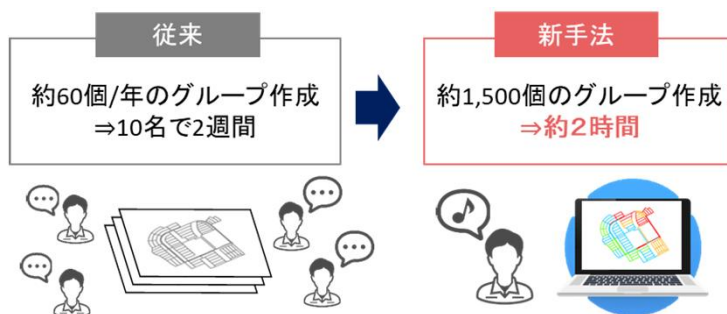 従来
約60個/年のグループ作成
⇒10名で2週間
新手法
約1,500個のグループ作成
⇒約2時間